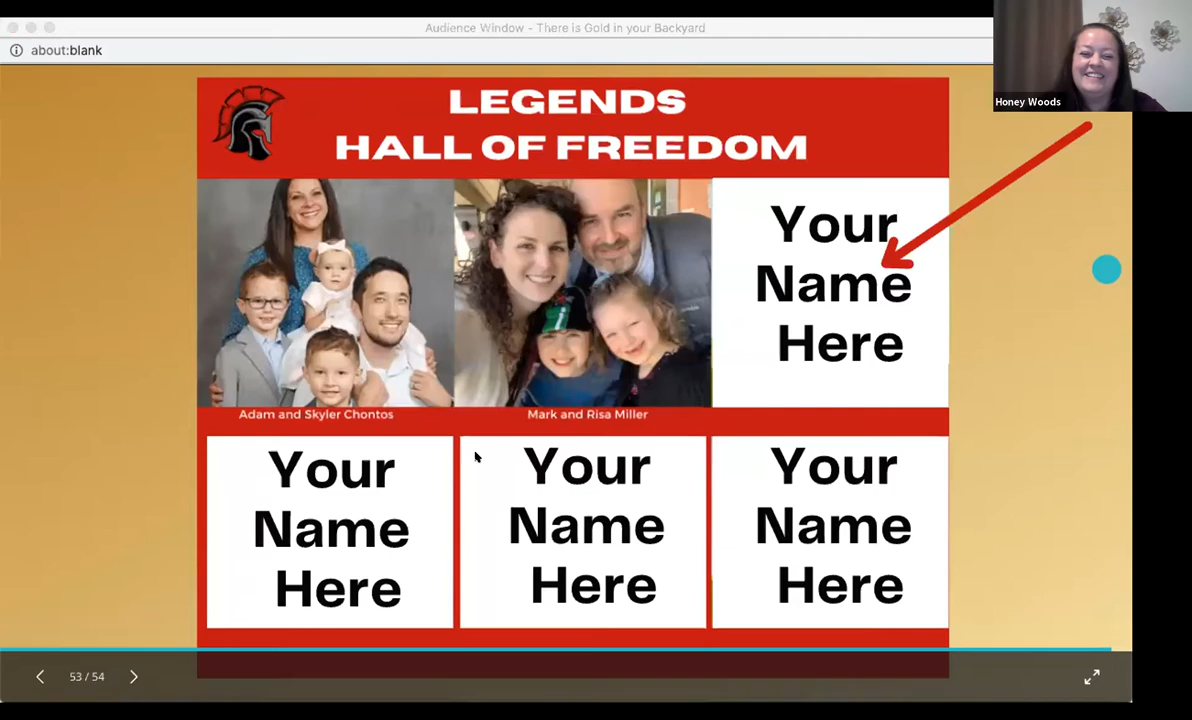 Audience Window - There is Gold in your Backyard
about:blank
Honey Woods
LEGENDS
HALL OF FREEDOM
Your
Name
Here
Adam and Skyler Chontos
Mark and Risa Miller
Your
Name
Here
Your
Name
Here
Your
Name
Here
53 / 54